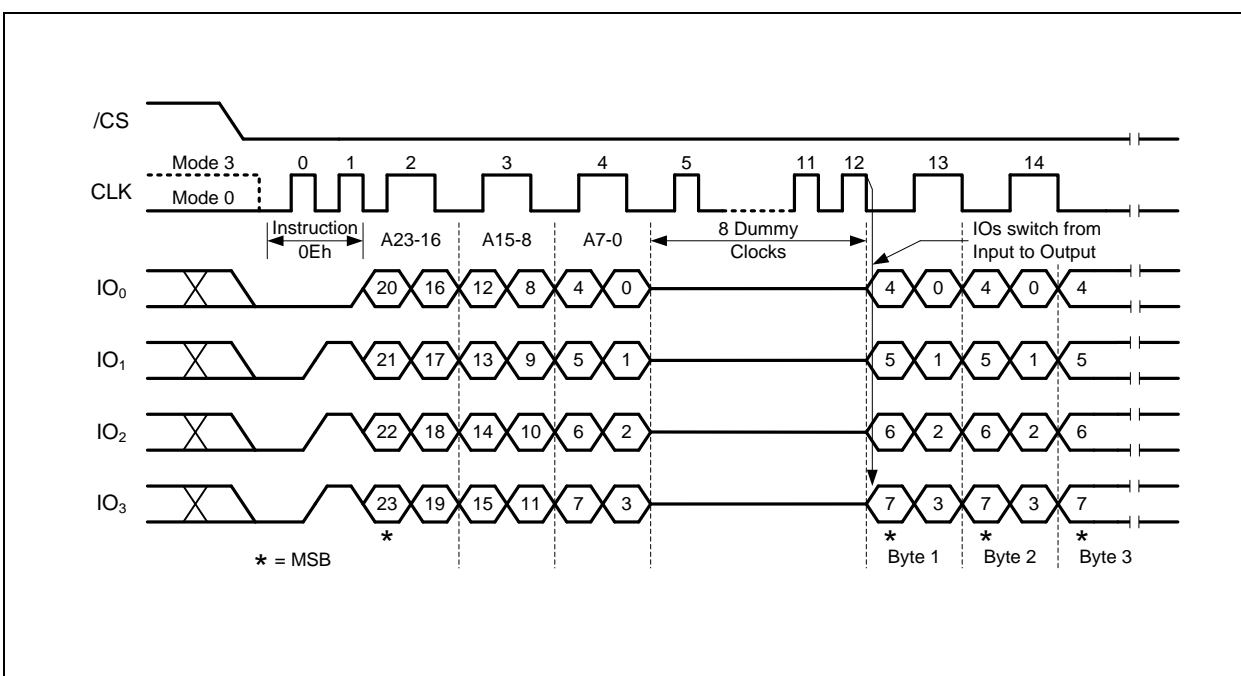 /CS
Mode 3 0 1 2 3 4 5 11 12 13 14
CLK
Mode 0
Instruction
0Eh
A23-16 A15-8 A7-0
8 Dummy
Clocks
IOs switch from
Input to Output
IO0 20 16 12 8 4 0 4 0 4 0 4
IO1 21 17 13 9 5 1 5 1 5 1 5
IO2 22 18 14 10 6 2 6 2 6 2 6
IO3 23 19 15 11 7 3 7 3 7 3 7
* * * *
* = MSB
Byte 1 Byte 2 Byte 3